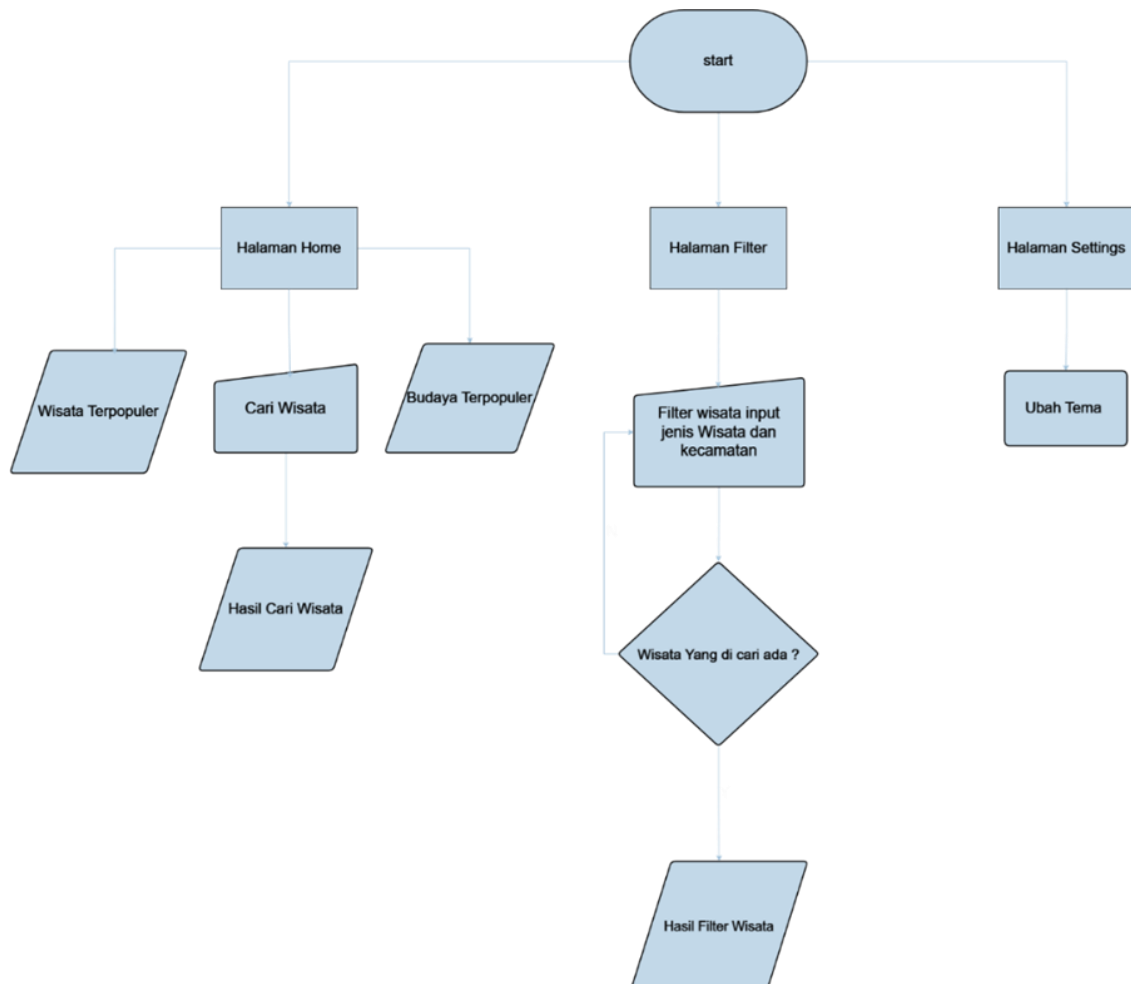 start
Halaman Home
Halaman Filter
Halaman Settings
Wisata Terpopuler
Cari Wisata
Budaya Terpopuler
Filter wisata input
jenis Wisata dan
kecamatan
Ubah Tema
Hasil Cari Wisata
Wisata Yang di cari ada ?
Hasil Filter Wisata